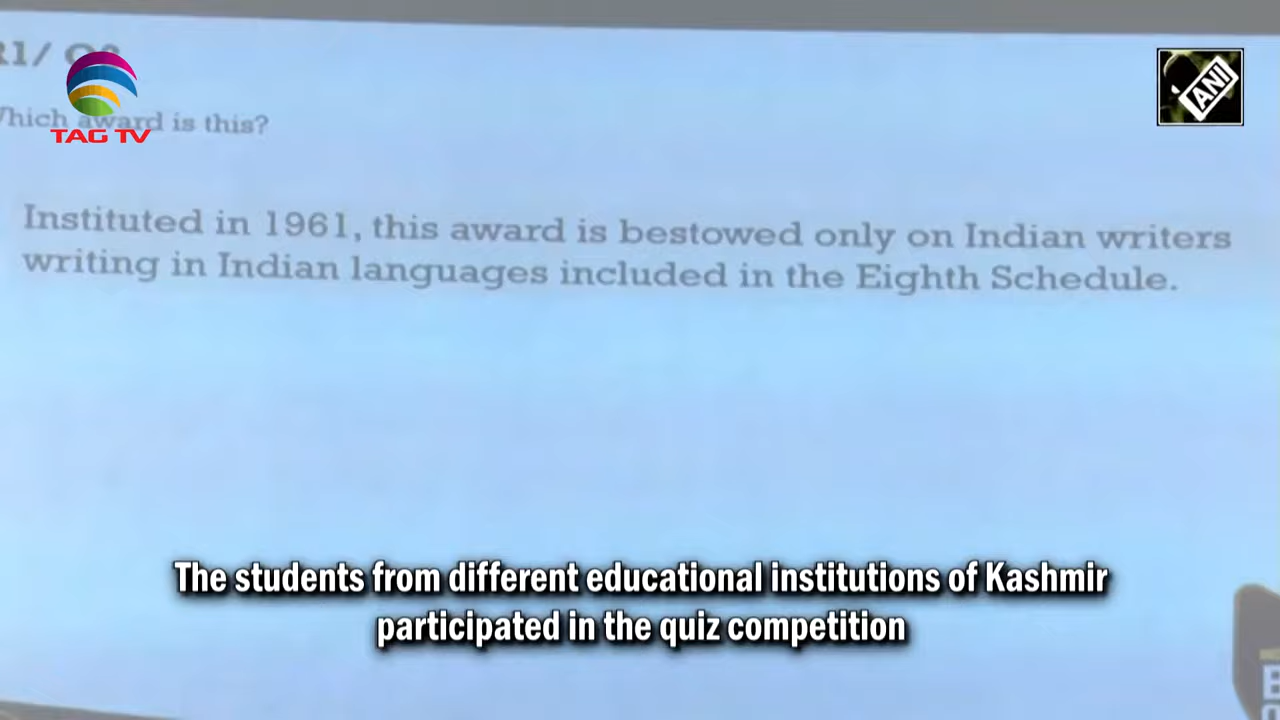 R1/ Q
TAG TV
ANI
Which award is this?
Instituted in 1961, this award is bestowed only on Indian writers
writing in Indian languages included in the Eighth Schedule.
The students from different educational institutions of Kashmir
participated in the quiz competition